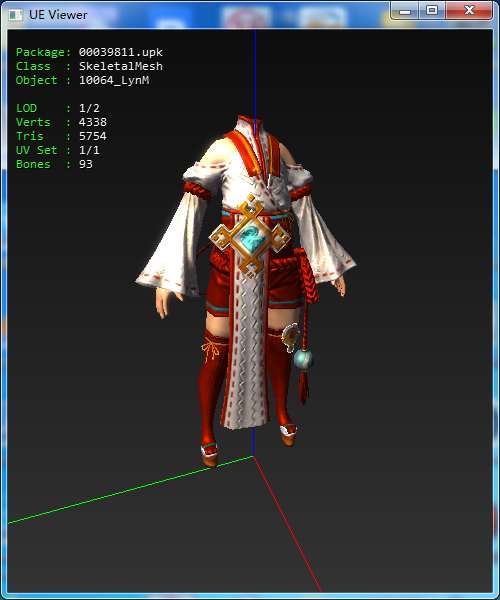 UE Viewer
Package: 00039811.upk
Class : SkeletalMesh
Object : 10064_LynM
LOD : 1/2
Verts : 4338
Tris : 5754
UV Set : 1/1
Bones : 93